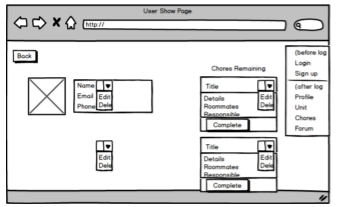 User Show Page
http://
Back
Name
Email
Phone
Edit
Dele
Edit
Dele
Chores Remaining
Title
Details
Roommates
Responsible
Edit
Dele
Complete
Title
Details
Roommates
Responsible
Edit
Dele
Complete
(before log
Login
Sign up
(after log
Profile
Unit
Chores
Forum